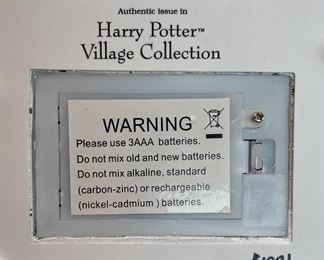 Authentic issue in
Harry Potter™
Village Collection
WARNING
Please use 3AAA batteries.
Do not mix old and new batteries.
Do not mix alkaline, standard
(carbon-zinc) or rechargeable
(nickel-cadmium ) batteries.